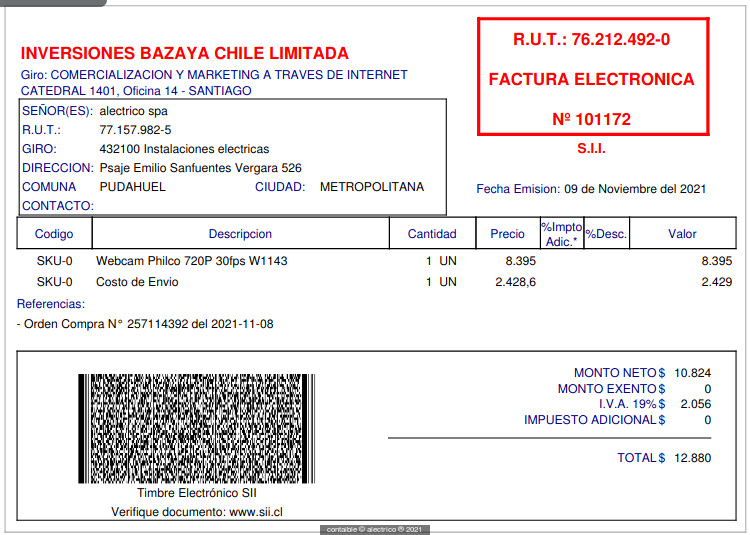 INVERSIONES BAZAYA CHILE LIMITADA
Giro: COMERCIALIZACION Y MARKETING A TRAVES DE INTERNET
CATEDRAL 1401, Oficina 14 - SANTIAGO
R.U.T.: 76.212.492-0
FACTURA ELECTRONICA
Nº 101172
S.I.I.
SEÑOR(ES): alectrico spa
R.U.T.: 77.157.982-5
GIRO: 432100 Instalaciones electricas
DIRECCION: Psaje Emilio Sanfuentes Vergara 526
COMUNA PUDAHUEL CIUDAD: METROPOLITANA
CONTACTO:
Fecha Emision: 09 de Noviembre del 2021
Codigo Descripcion Cantidad Precio %Impto Adic.* %Desc. Valor
SKU-0 Webcam Philco 720P 30fps W1143 1 UN 8.395 8.395
SKU-0 Costo de Envio 1 UN 2.428,6 2.429
Referencias:
- Orden Compra N° 257114392 del 2021-11-08
MONTO NETO $ 10.824
MONTO EXENTO $ 0
I.V.A. 19% $ 2.056
IMPUESTO ADICIONAL $ 0
TOTAL $ 12.880
Timbre Electrónico SII
Verifique documento: www.sii.cl
contaible © alectrico ® 2021